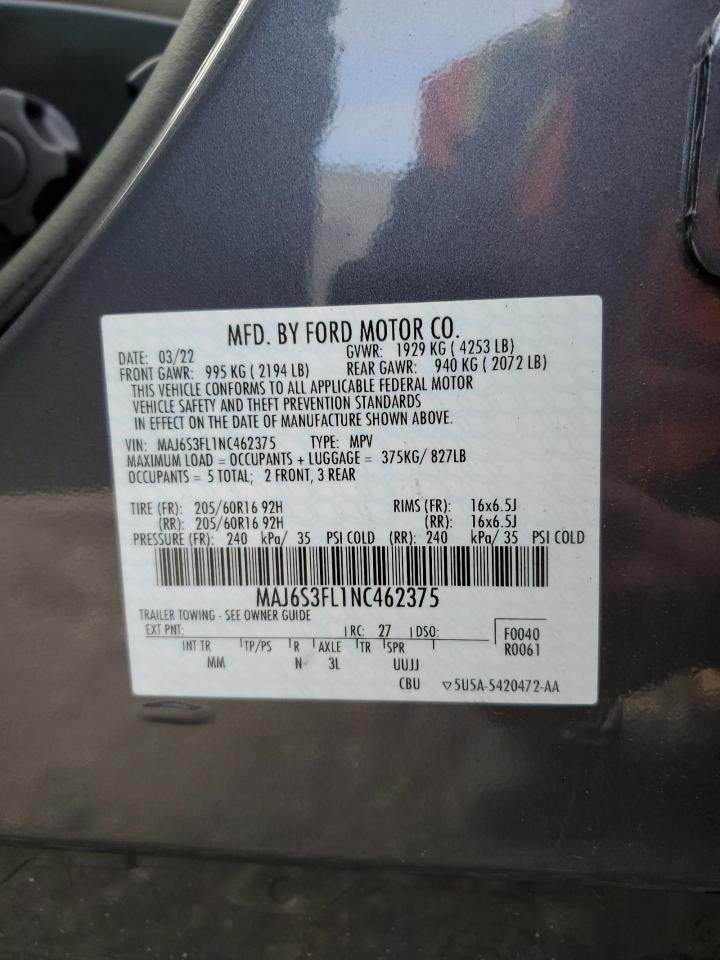 MFD. BY FORD MOTOR CO.
DATE: 03/22 GVWR: 1929 KG ( 4253 LB)
FRONT GAWR: 995 KG ( 2194 LB) REAR GAWR: 940 KG ( 2072 LB)
THIS VEHICLE CONFORMS TO ALL APPLICABLE FEDERAL MOTOR
VEHICLE SAFETY AND THEFT PREVENTION STANDARDS
IN EFFECT ON THE DATE OF MANUFACTURE SHOWN ABOVE.
VIN: MAJ6S3FL1NC462375 TYPE: MPV
MAXIMUM LOAD = OCCUPANTS + LUGGAGE = 375KG/ 827LB
OCCUPANTS = 5 TOTAL; 2 FRONT, 3 REAR
TIRE (FR): 205/60R16 92H RIMS (FR): 16x6.5J
(RR): 205/60R16 92H (RR): 16x6.5J
PRESSURE (FR): 240 kPa/ 35 PSI COLD (RR): 240 kPa/ 35 PSI COLD
MAJ6S3FL1NC462375
TRAILER TOWING - SEE OWNER GUIDE
EXT PNT: RC: 27 DSO: F0040
R0061
INT TR TP/PS R AXLE TR SPR
MM N 3L UUJJ
CBU ▽5U5A-5420472-AA